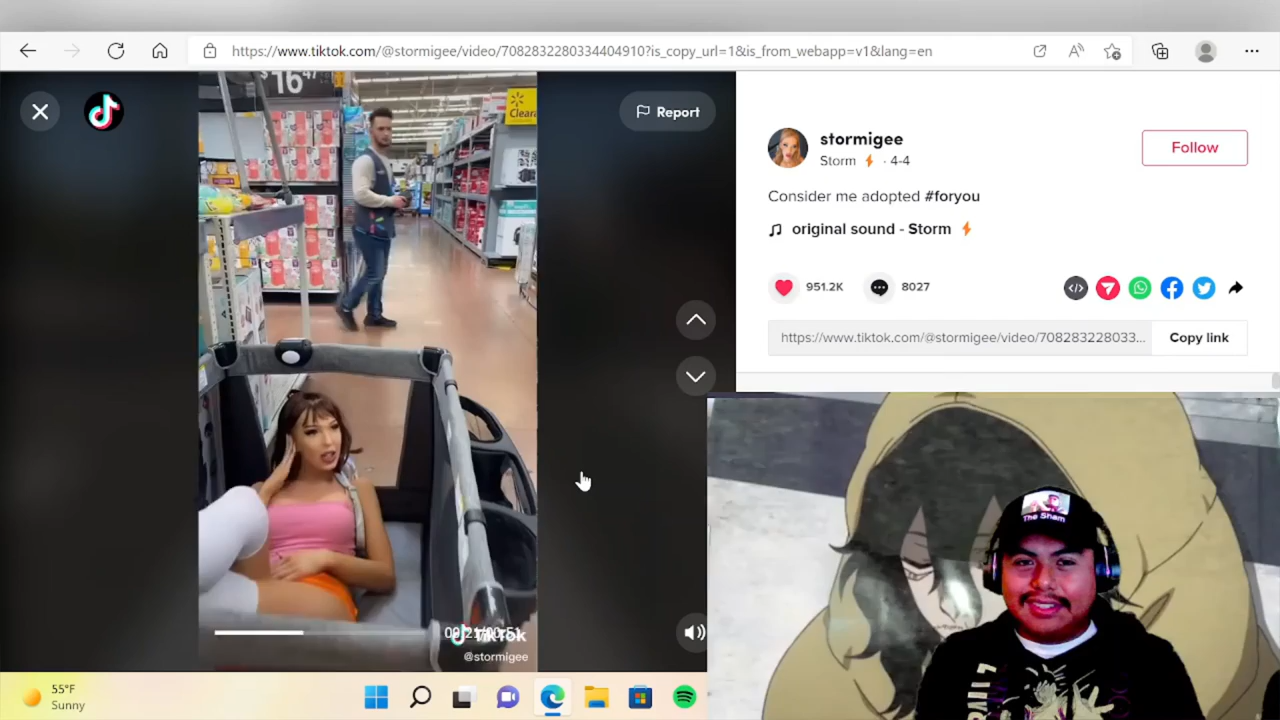 https://www.tiktok.com/@stormigee/video/7082832280334404910?is_copy_url=1&is_from_webapp=v1&lang=en
$16.47
Clear
Report
stormigee
Storm · 4-4
Follow
Consider me adopted #foryou
original sound - Storm
951.2K
8027
https://www.tiktok.com/@stormigee/video/708283228033...
Copy link
The Sham
TikTok
@stormigee
55°F
Sunny